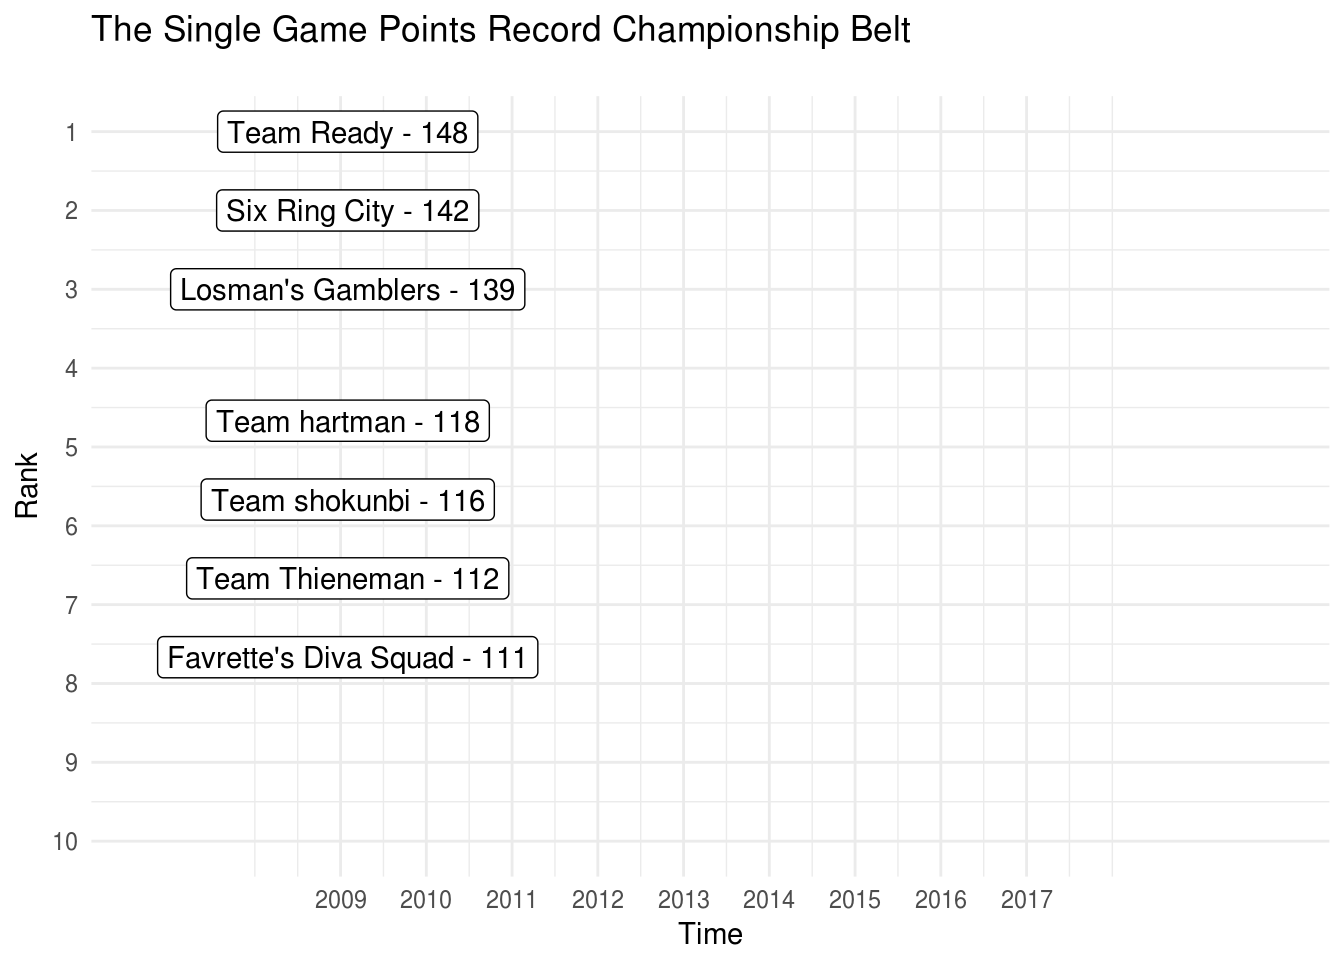 The Single Game Points Record Championship Belt
1
Team Ready - 148
2
Six Ring City - 142
3
Losman's Gamblers - 139
4
Team hartman - 118
5
Team shokunbi - 116
6
Team Thieneman - 112
7
Favrette's Diva Squad - 111
8
9
10
Rank
2009 2010 2011 2012 2013 2014 2015 2016 2017
Time